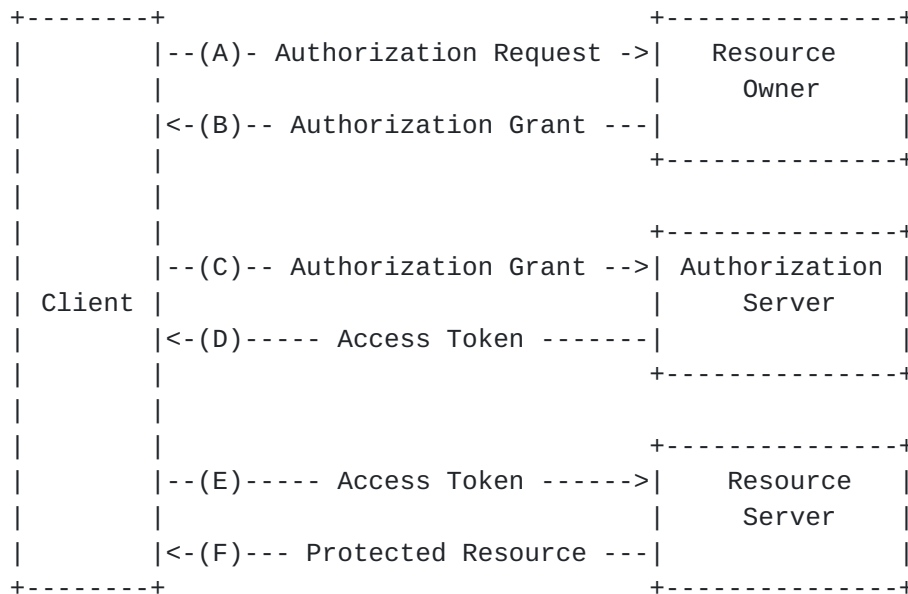 +--------+                               +---------------+
|        |--(A)- Authorization Request ->|   Resource    |
|        |                               |     Owner     |
|        |<-(B)-- Authorization Grant ---|               |
|        |                               +---------------+
|        |
|        |                               +---------------+
|        |--(C)-- Authorization Grant -->| Authorization |
| Client |                               |     Server    |
|        |<-(D)----- Access Token -------|               |
|        |                               +---------------+
|        |
|        |                               +---------------+
|        |--(E)----- Access Token ------>|    Resource   |
|        |                               |     Server    |
|        |<-(F)--- Protected Resource ---|               |
+--------+                               +---------------+